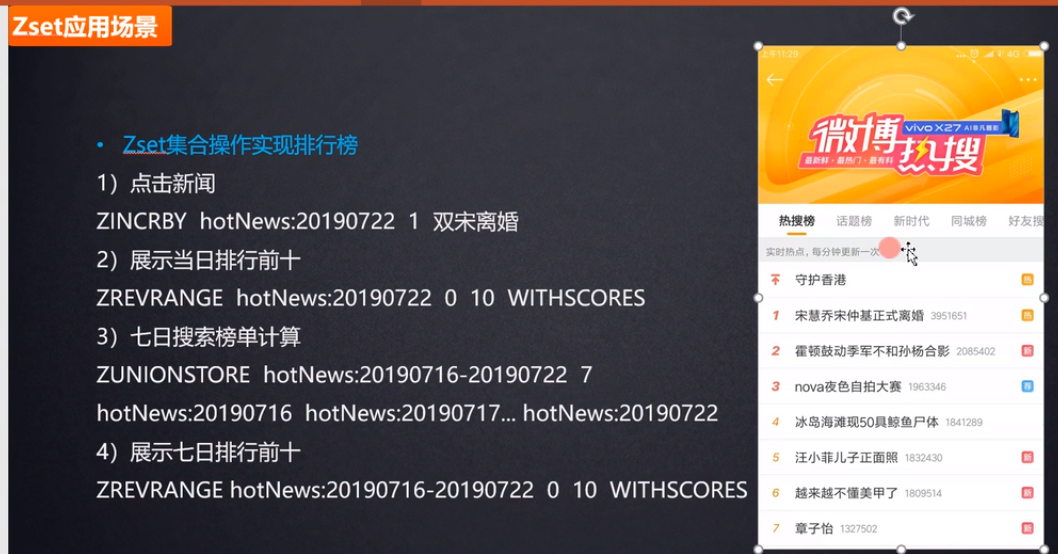 Zset应用场景
• Zset集合操作实现排行榜
1）点击新闻
ZINCRBY hotNews:20190722 1 双宋离婚
2）展示当日排行前十
ZREVRANGE hotNews:20190722 0 10 WITHSCORES
3）七日搜索榜单计算
ZUNIONSTORE hotNews:20190716-20190722 7
hotNews:20190716 hotNews:20190717... hotNews:20190722
4）展示七日排行前十
ZREVRANGE hotNews:20190716-20190722 0 10 WITHSCORES
上午11:29 4G
微博热搜
vivo X27
最新鲜·最热门·最有料
热搜榜 话题榜 新时代 同城榜 好友搜
实时热点，每分钟更新一次
守护香港 热
1 宋慧乔宋仲基正式离婚 3951651 热
2 霍顿鼓动季军不和孙杨合影 2085402 新
3 nova夜色自拍大赛 1963346 荐
4 冰岛海滩现50具鲸鱼尸体 1841289
5 汪小菲儿子正面照 1832430 新
6 越来越不懂美甲了 1809514 新
7 章子怡 1327502 新